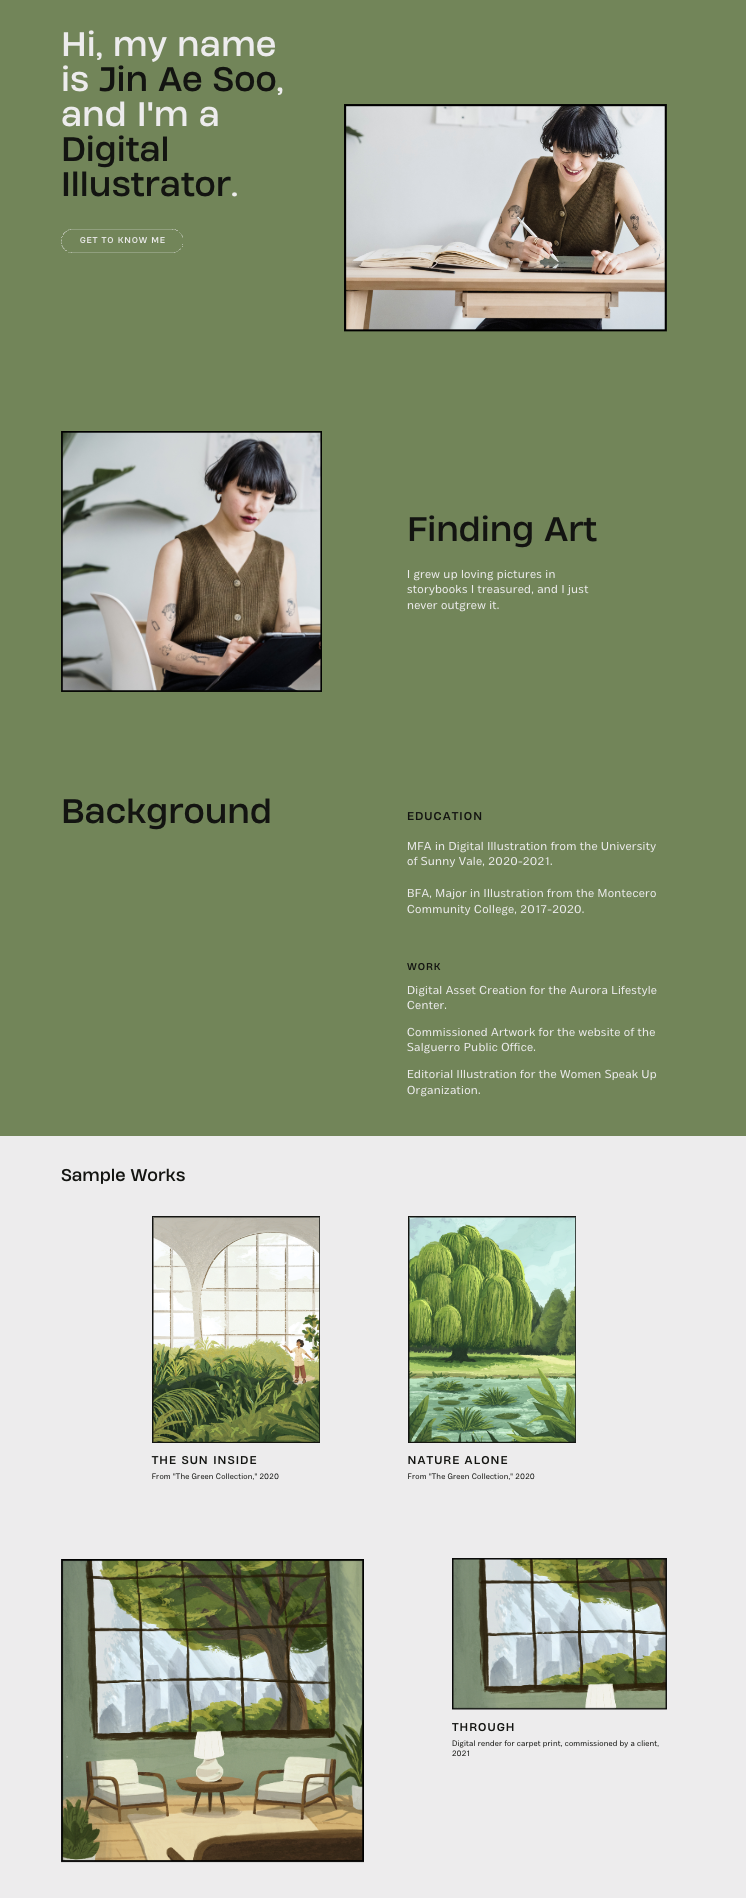 Hi, my name
is Jin Ae Soo,
and I'm a
Digital
Illustrator.
GET TO KNOW ME
Finding Art
I grew up loving pictures in
storybooks I treasured, and I just
never outgrew it.
Background
EDUCATION
MFA in Digital Illustration from the University
of Sunny Vale, 2020-2021.
BFA, Major in Illustration from the Montecero
Community College, 2017-2020.
WORK
Digital Asset Creation for the Aurora Lifestyle
Center.
Commissioned Artwork for the website of the
Salguerro Public Office.
Editorial Illustration for the Women Speak Up
Organization.
Sample Works
THE SUN INSIDE
From "The Green Collection," 2020
NATURE ALONE
From "The Green Collection," 2020
THROUGH
Digital render for carpet print, commissioned by a client,
2021